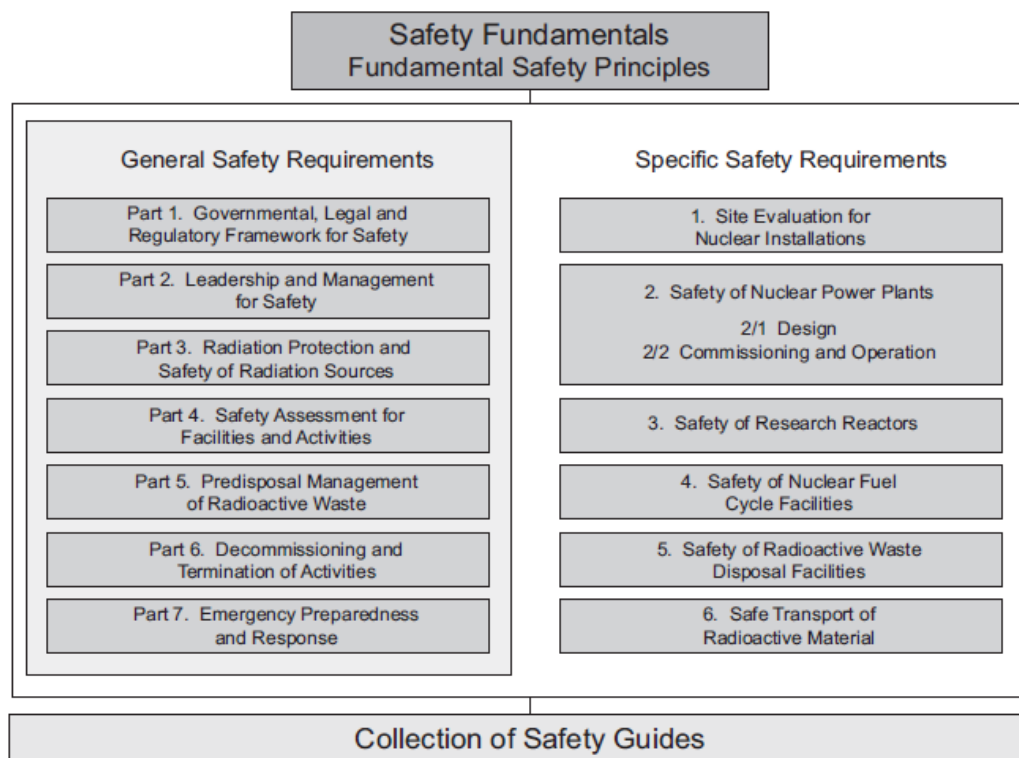 Safety Fundamentals
Fundamental Safety Principles
General Safety Requirements
Part 1. Governmental, Legal and
Regulatory Framework for Safety
Part 2. Leadership and Management
for Safety
Part 3. Radiation Protection and
Safety of Radiation Sources
Part 4. Safety Assessment for
Facilities and Activities
Part 5. Predisposal Management
of Radioactive Waste
Part 6. Decommissioning and
Termination of Activities
Part 7. Emergency Preparedness
and Response
Specific Safety Requirements
1. Site Evaluation for
Nuclear Installations
2. Safety of Nuclear Power Plants
2/1 Design
2/2 Commissioning and Operation
3. Safety of Research Reactors
4. Safety of Nuclear Fuel
Cycle Facilities
5. Safety of Radioactive Waste
Disposal Facilities
6. Safe Transport of
Radioactive Material
Collection of Safety Guides